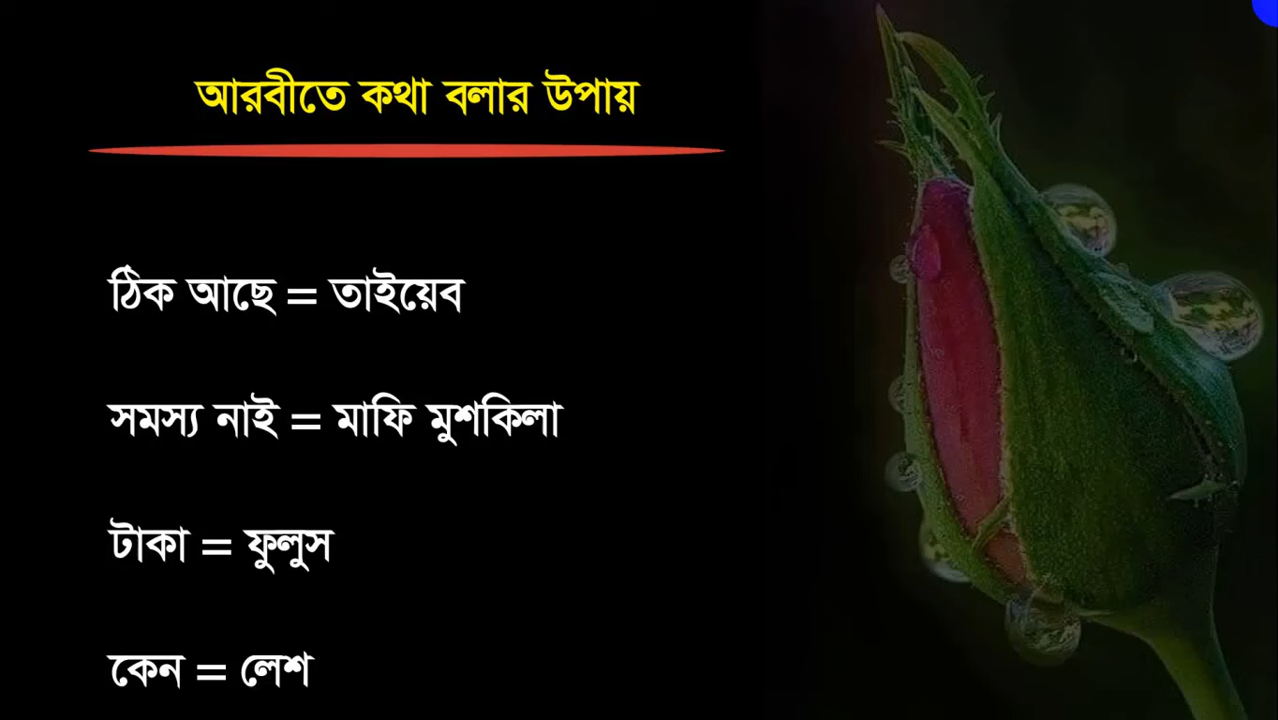 আরবীতে কথা বলার উপায়
ঠিক আছে = তাইয়েব
সমস্য নাই = মাফি মুশকিলা
টাকা = ফুলুস
কেন = লেশ